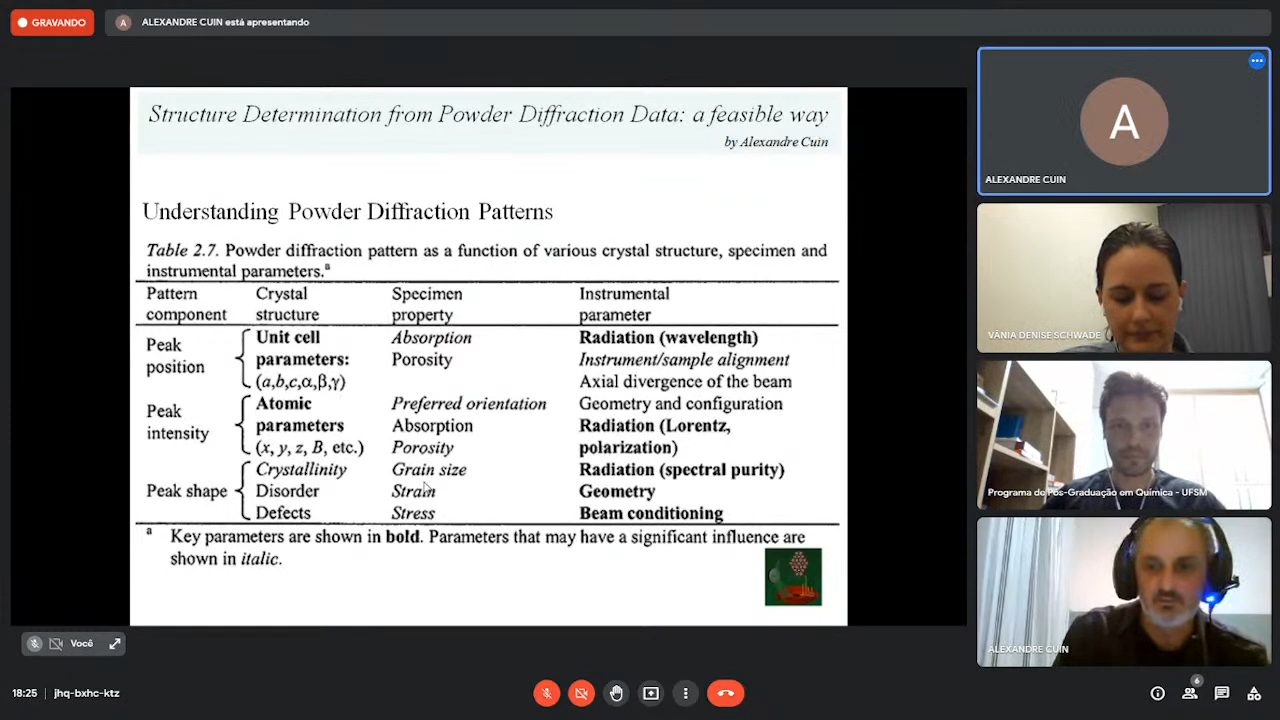 GRAVANDO
A
ALEXANDRE CUIN está apresentando
Structure Determination from Powder Diffraction Data: a feasible way
by Alexandre Cuin
Understanding Powder Diffraction Patterns
Table 2.7. Powder diffraction pattern as a function of various crystal structure, specimen and
instrumental parameters.ª
Pattern Crystal Specimen Instrumental
component structure property parameter
Peak position
Unit cell Absorption Radiation (wavelength)
parameters: Porosity Instrument/sample alignment
(a,b,c,α,β,γ) Axial divergence of the beam
Peak intensity
Atomic Preferred orientation Geometry and configuration
parameters Absorption Radiation (Lorentz,
(x, y, z, B, etc.) Porosity polarization)
Crystallinity Grain size Radiation (spectral purity)
Peak shape Disorder Strain Geometry
Defects Stress Beam conditioning
ª Key parameters are shown in bold. Parameters that may have a significant influence are
shown in italic.
A
ALEXANDRE CUIN
VÂNIA DENISE SCHWADE
Programa de Pós-Graduação em Química - UFSM
ALEXANDRE CUIN
Você
18:25 | jhq-bxhc-ktz
6